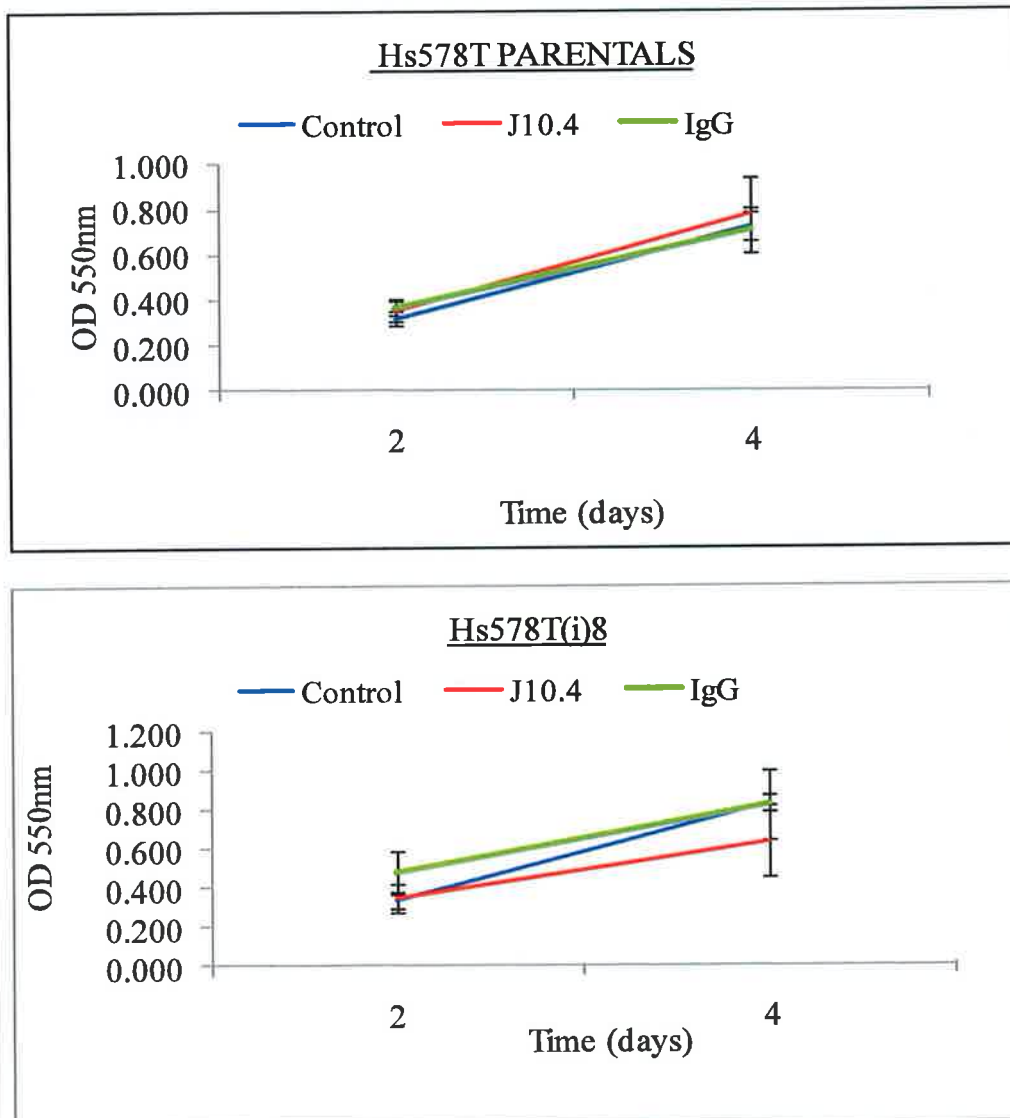 Hs578T PARENTALS
Control J10.4 IgG
1.000
0.800
0.600
0.400
0.200
0.000
OD 550nm
2 4
Time (days)
Hs578T(i)8
Control J10.4 IgG
1.200
1.000
0.800
0.600
0.400
0.200
0.000
OD 550nm
2 4
Time (days)